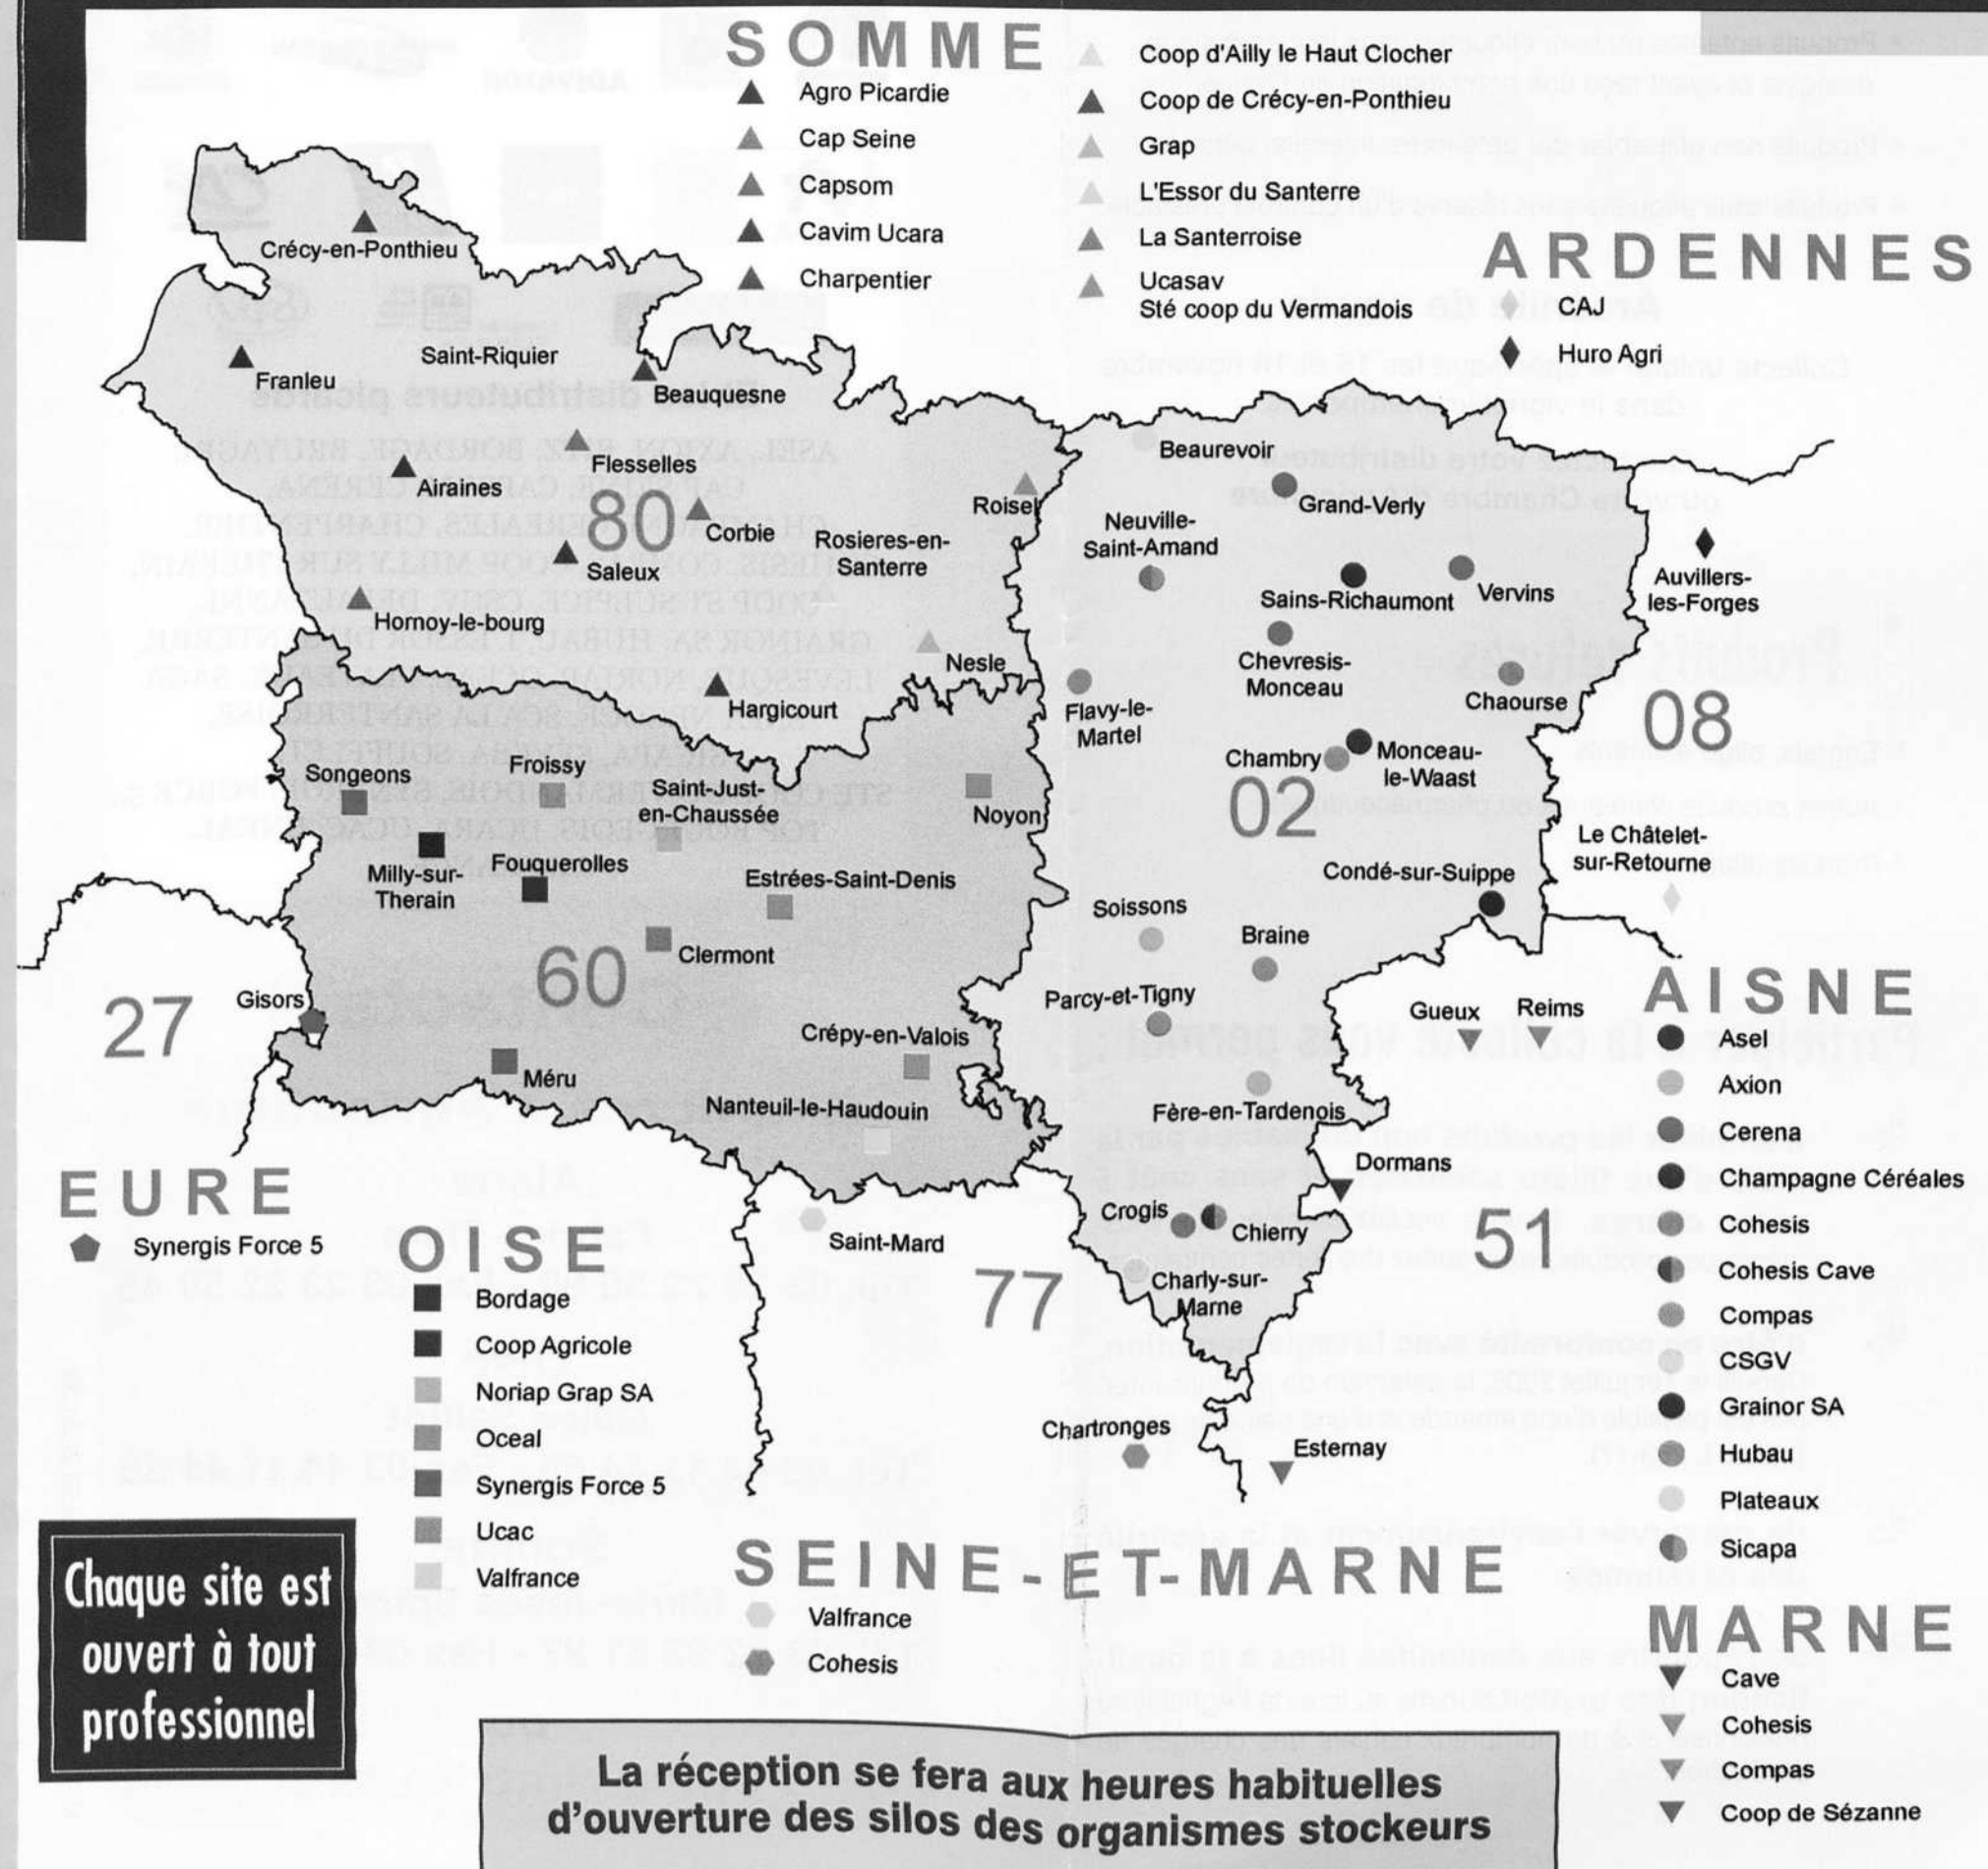 SOMME
Agro Picardie
Cap Seine
Capsom
Cavim Ucara
Charpentier
Coop d'Ailly le Haut Clocher
Coop de Crécy-en-Ponthieu
Grap
L'Essor du Santerre
La Santerroise
Ucasav
Sté coop du Vermandois
ARDENNES
CAJ
Huro Agri
Crécy-en-Ponthieu
Saint-Riquier
Franleu
Beauquesne
Flesselles
Airaines
80
Corbie
Saleux
Roisel
Rosieres-en-
Santerre
Hornoy-le-bourg
Nesle
Hargicourt
Beaurevoir
Grand-Verly
Neuville-
Saint-Amand
Sains-Richaumont
Vervins
Auvillers-
les-Forges
Chevresis-
Monceau
Chaourse
08
Flavy-le-
Martel
Chambry
Monceau-
le-Waast
02
Songeons
Froissy
Saint-Just-
en-Chaussée
Noyon
Milly-sur-
Therain
Fouquerolles
Estrées-Saint-Denis
Clermont
60
Le Châtelet-
sur-Retourne
Condé-sur-Suippe
Soissons
Braine
Parcy-et-Tigny
27
Gisors
Crépy-en-Valois
Méru
Nanteuil-le-Haudouin
Gueux
Reims
Fère-en-Tardenois
Dormans
Crogis
Chierry
51
Charly-sur-
Marne
Saint-Mard
77
Chartronges
Esternay
AISNE
Asel
Axion
Cerena
Champagne Céréales
Cohesis
Cohesis Cave
Compas
CSGV
Grainor SA
Hubau
Plateaux
Sicapa
EURE
Synergis Force 5
OISE
Bordage
Coop Agricole
Noriap Grap SA
Oceal
Synergis Force 5
Ucac
Valfrance
SEINE-ET-MARNE
Valfrance
Cohesis
MARNE
Cave
Cohesis
Compas
Coop de Sézanne
Chaque site est
ouvert à tout
professionnel
La réception se fera aux heures habituelles
d'ouverture des silos des organismes stockeurs